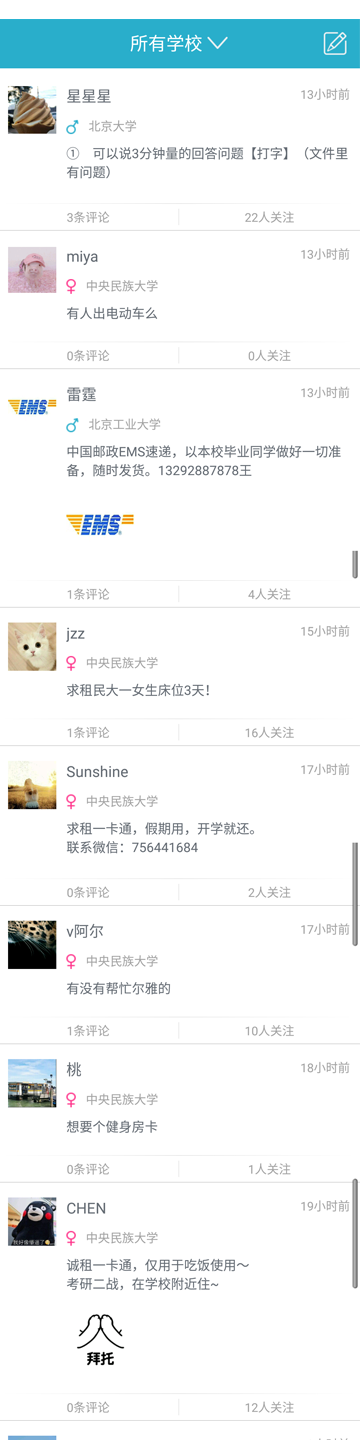 所有学校
星星星
13小时前
北京大学
① 可以说3分钟量的回答问题【打字】（文件里
有问题）
3条评论
22人关注
miya
13小时前
中央民族大学
有人出电动车么
0条评论
0人关注
EMS
雷霆
13小时前
北京工业大学
中国邮政EMS速递，以本校毕业同学做好一切准
备，随时发货。13292887878王
EMS
1条评论
4人关注
jzz
15小时前
中央民族大学
求租民大一女生床位3天！
1条评论
16人关注
Sunshine
17小时前
中央民族大学
求租一卡通，假期用，开学就还。
联系微信：756441684
0条评论
2人关注
v阿尔
17小时前
中央民族大学
有没有帮忙尔雅的
1条评论
10人关注
桃
18小时前
中央民族大学
想要个健身房卡
0条评论
1人关注
CHEN
19小时前
中央民族大学
诚租一卡通，仅用于吃饭使用～
考研二战，在学校附近住~
拜托
0条评论
12人关注